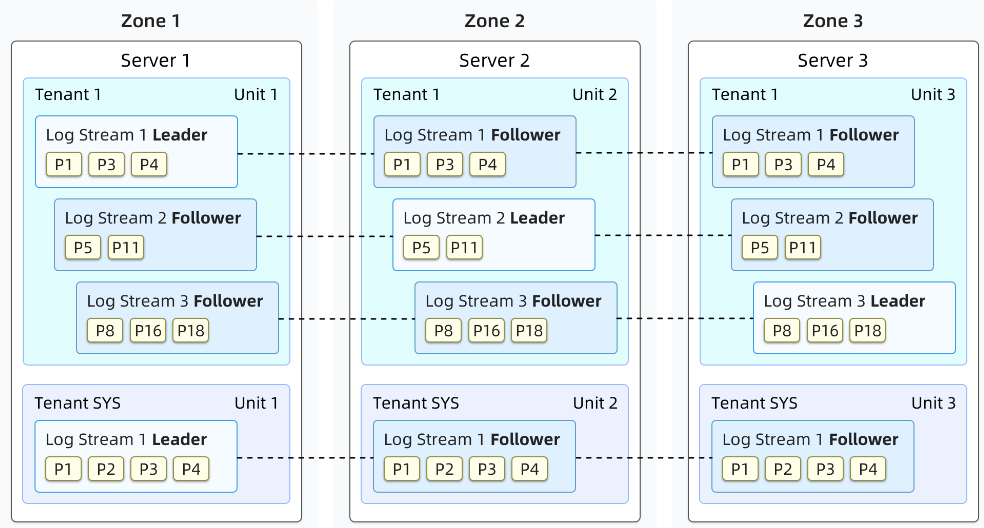 Zone 1
Server 1
Tenant 1 Unit 1
Log Stream 1 Leader
P1 P3 P4
Log Stream 2 Follower
P5 P11
Log Stream 3 Follower
P8 P16 P18
Tenant SYS Unit 1
Log Stream 1 Leader
P1 P2 P3 P4
Zone 2
Server 2
Tenant 1 Unit 2
Log Stream 1 Follower
P1 P3 P4
Log Stream 2 Leader
P5 P11
Log Stream 3 Follower
P8 P16 P18
Tenant SYS Unit 2
Log Stream 1 Follower
P1 P2 P3 P4
Zone 3
Server 3
Tenant 1 Unit 3
Log Stream 1 Follower
P1 P3 P4
Log Stream 2 Follower
P5 P11
Log Stream 3 Leader
P8 P16 P18
Tenant SYS Unit 3
Log Stream 1 Follower
P1 P2 P3 P4